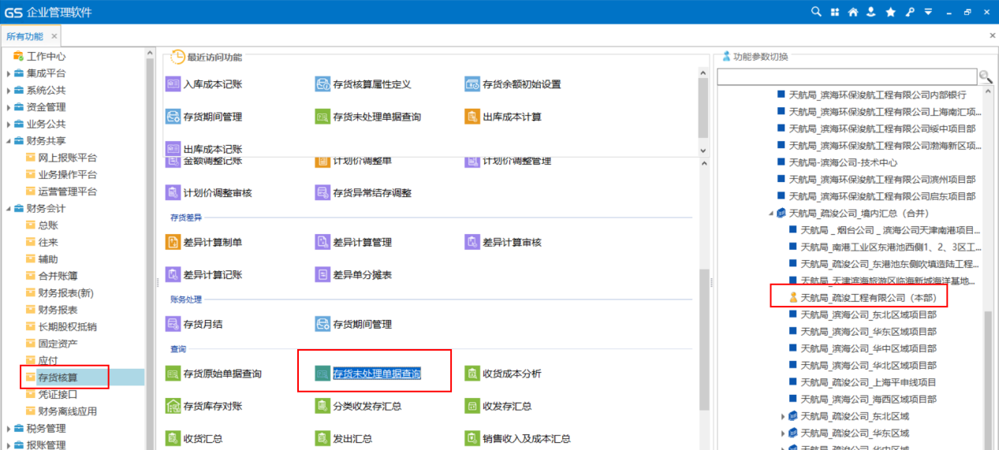 GS 企业管理软件
所有功能
工作中心
集成平台
系统公共
资金管理
业务公共
财务共享
网上报账平台
业务操作平台
运营管理平台
财务会计
总账
往来
辅助
合并账簿
财务报表(新)
财务报表
长期股权抵销
固定资产
应付
存货核算
凭证接口
财务离线应用
税务管理
报账管理
最近访问功能
入库成本记账 存货核算属性定义 存货余额初始设置
存货期间管理 存货未处理单据查询 出库成本计算
出库成本记账
金额调整记账 计划价调整单 计划价调整管理
计划价调整审核 存货异常结存调整
存货差异
差异计算制单 差异计算管理 差异计算审核
差异计算记账 差异单分摊表
账务处理
存货月结 存货期间管理
查询
存货原始单据查询 存货未处理单据查询 收货成本分析
存货库存对账 分类收发存汇总 收发存汇总
收货汇总 发出汇总 销售收入及成本汇总
功能参数切换
天航局_滨海环保浚航工程有限公司内部银行
天航局_滨海环保浚航工程有限公司上海南汇项...
天航局_滨海环保浚航工程有限公司绥中项目部
天航局_滨海环保浚航工程有限公司渤海新区项...
天航局-滨海公司-技术中心
天航局_滨海环保浚航工程有限公司滨州项目部
天航局_滨海环保浚航工程有限公司启东项目部
天航局_疏浚公司_境内汇总（合并）
天航局 _ 烟台公司 _ 滨海公司天津南港项目...
天航局_南港工业区东港池西侧1、2、3区工...
天航局_疏浚公司_东港池东侧吹填造陆工程...
天航局_天津滨海旅游区临海新城海洋基地...
天航局_疏浚工程有限公司（本部）
天航局_滨海公司_东北区域项目部
天航局_滨海公司_华东区域项目部
天航局_滨海公司_华中区域项目部
天航局_滨海公司_华北区域项目部
天航局_疏浚公司_上海平申线项目
天航局_滨海公司_海西区域项目部
天航局_疏浚公司_东北区域
天航局_疏浚公司_华东区域
天航局_疏浚公司_华中区域